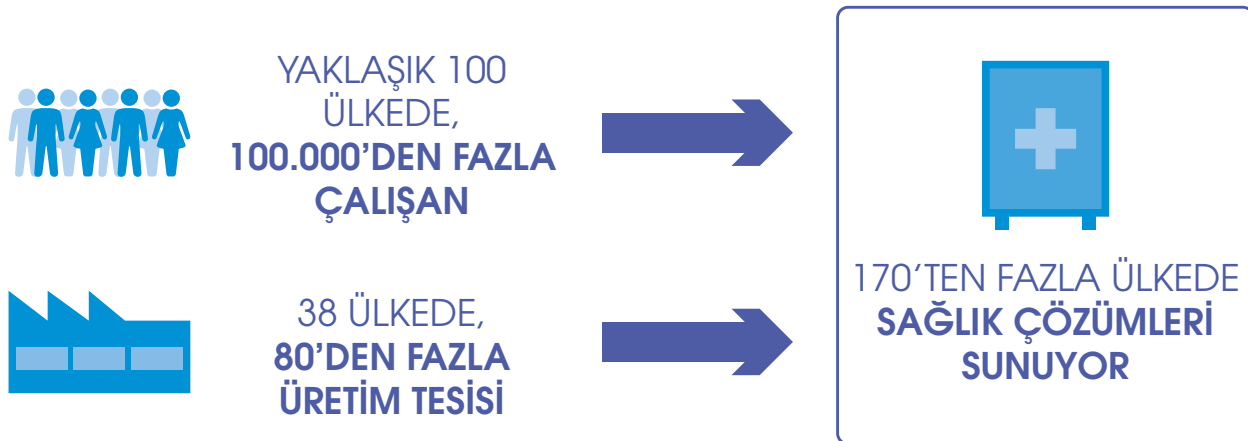 YAKLAŞIK 100
ÜLKEDE,
100.000’DEN FAZLA
ÇALIŞAN
38 ÜLKEDE,
80’DEN FAZLA
ÜRETİM TESİSİ
170’TEN FAZLA ÜLKEDE
SAĞLIK ÇÖZÜMLERİ
SUNUYOR